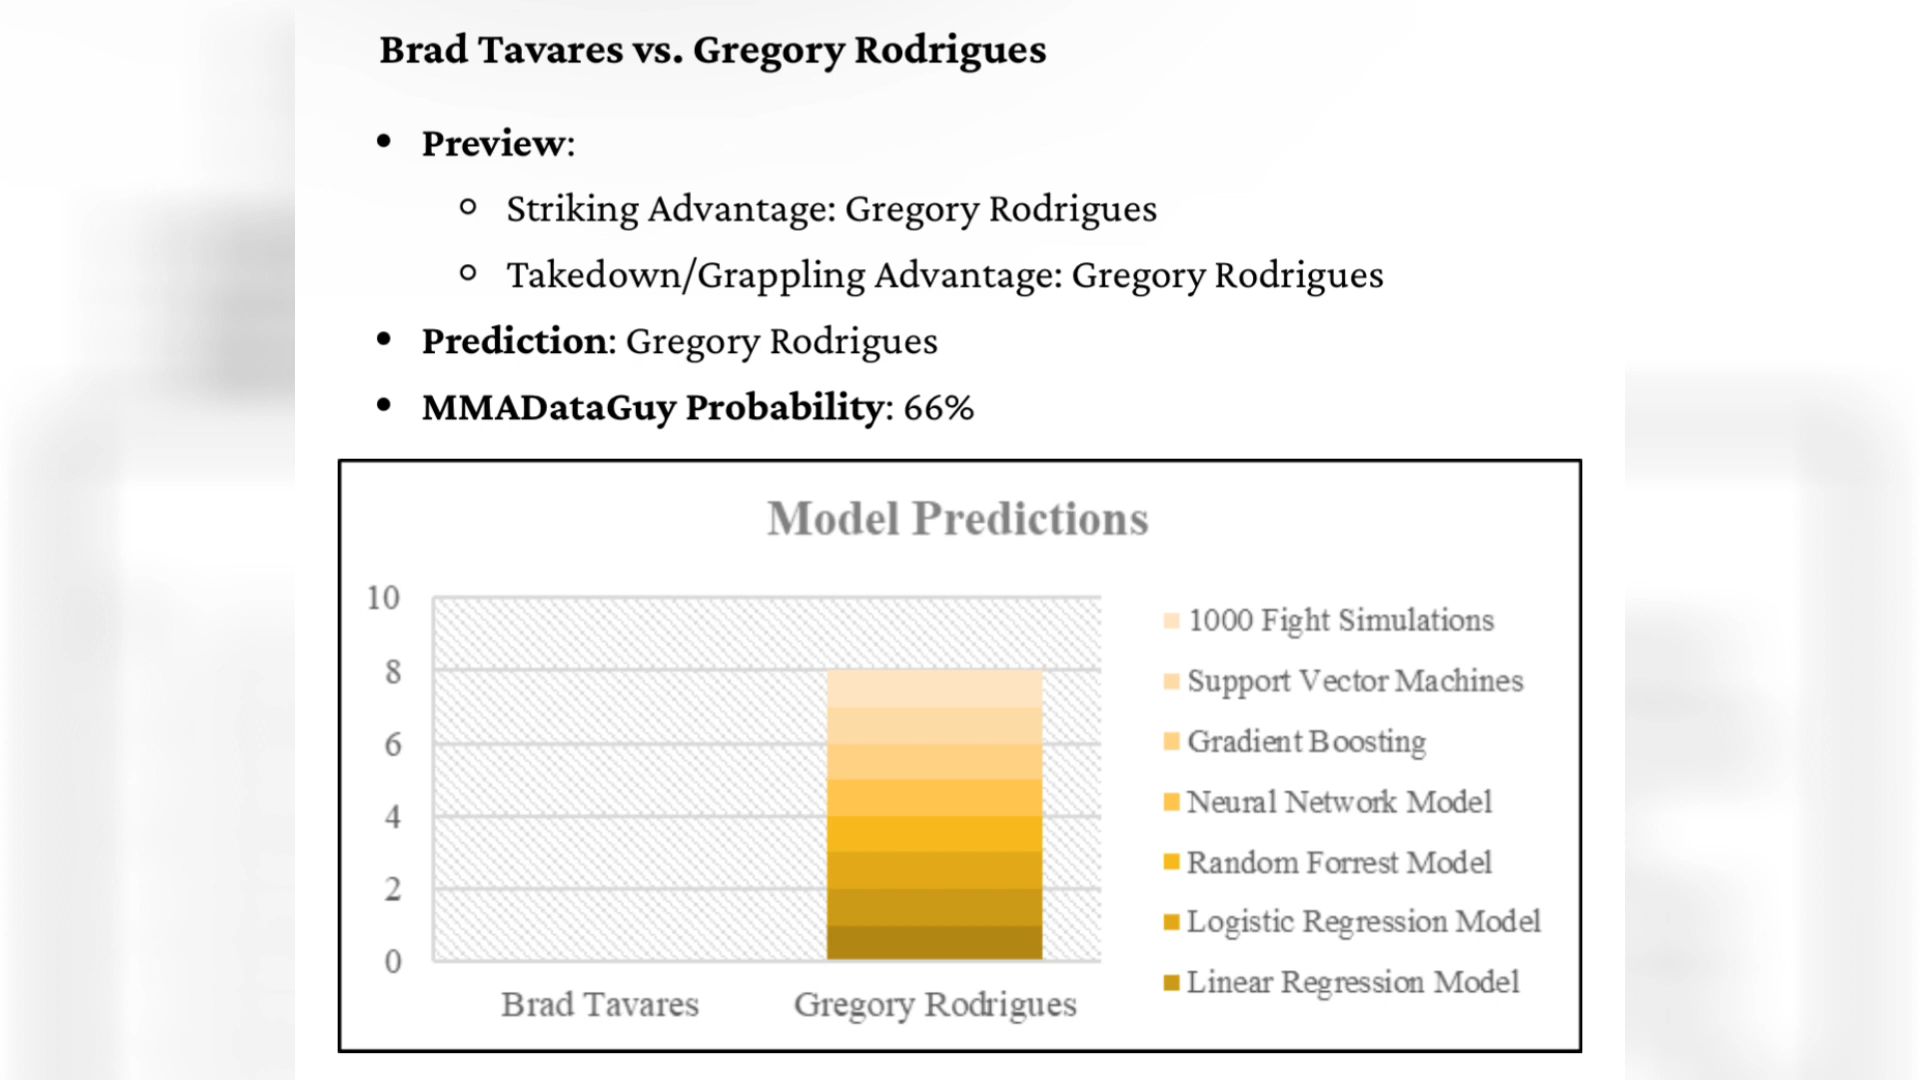 Brad Tavares vs. Gregory Rodrigues
Preview:
Striking Advantage: Gregory Rodrigues
Takedown/Grappling Advantage: Gregory Rodrigues
Prediction: Gregory Rodrigues
MMADataGuy Probability: 66%
Model Predictions
10
8
6
4
2
0
Brad Tavares
Gregory Rodrigues
1000 Fight Simulations
Support Vector Machines
Gradient Boosting
Neural Network Model
Random Forrest Model
Logistic Regression Model
Linear Regression Model